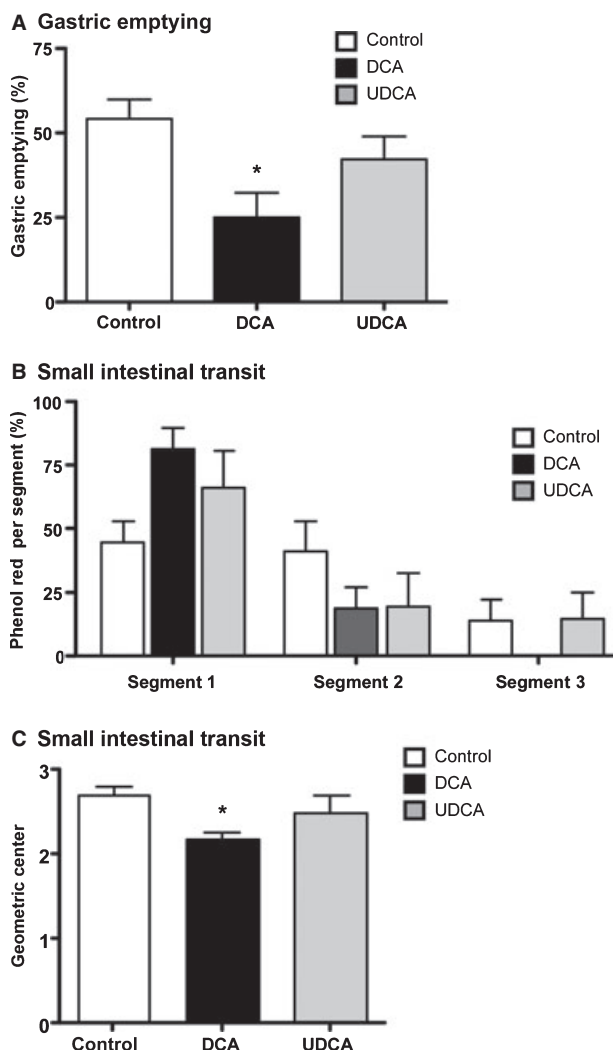 A Gastric emptying
Control
DCA
UDCA
75
50
25
0
Gastric emptying (%)
*
Control DCA UDCA
B Small intestinal transit
Control
DCA
UDCA
100
75
50
25
0
Phenol red per segment (%)
Segment 1 Segment 2 Segment 3
C Small intestinal transit
Control
DCA
UDCA
3
2
1
0
Geometric center
*
Control DCA UDCA